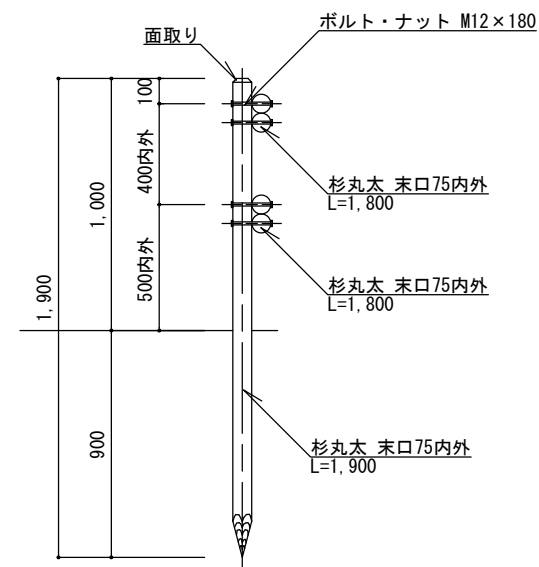 面取り
ボルト・ナット M12×180
100
400内外
500内外
1,000
1,900
900
杉丸太 末口75内外
L=1,800
杉丸太 末口75内外
L=1,800
杉丸太 末口75内外
L=1,900